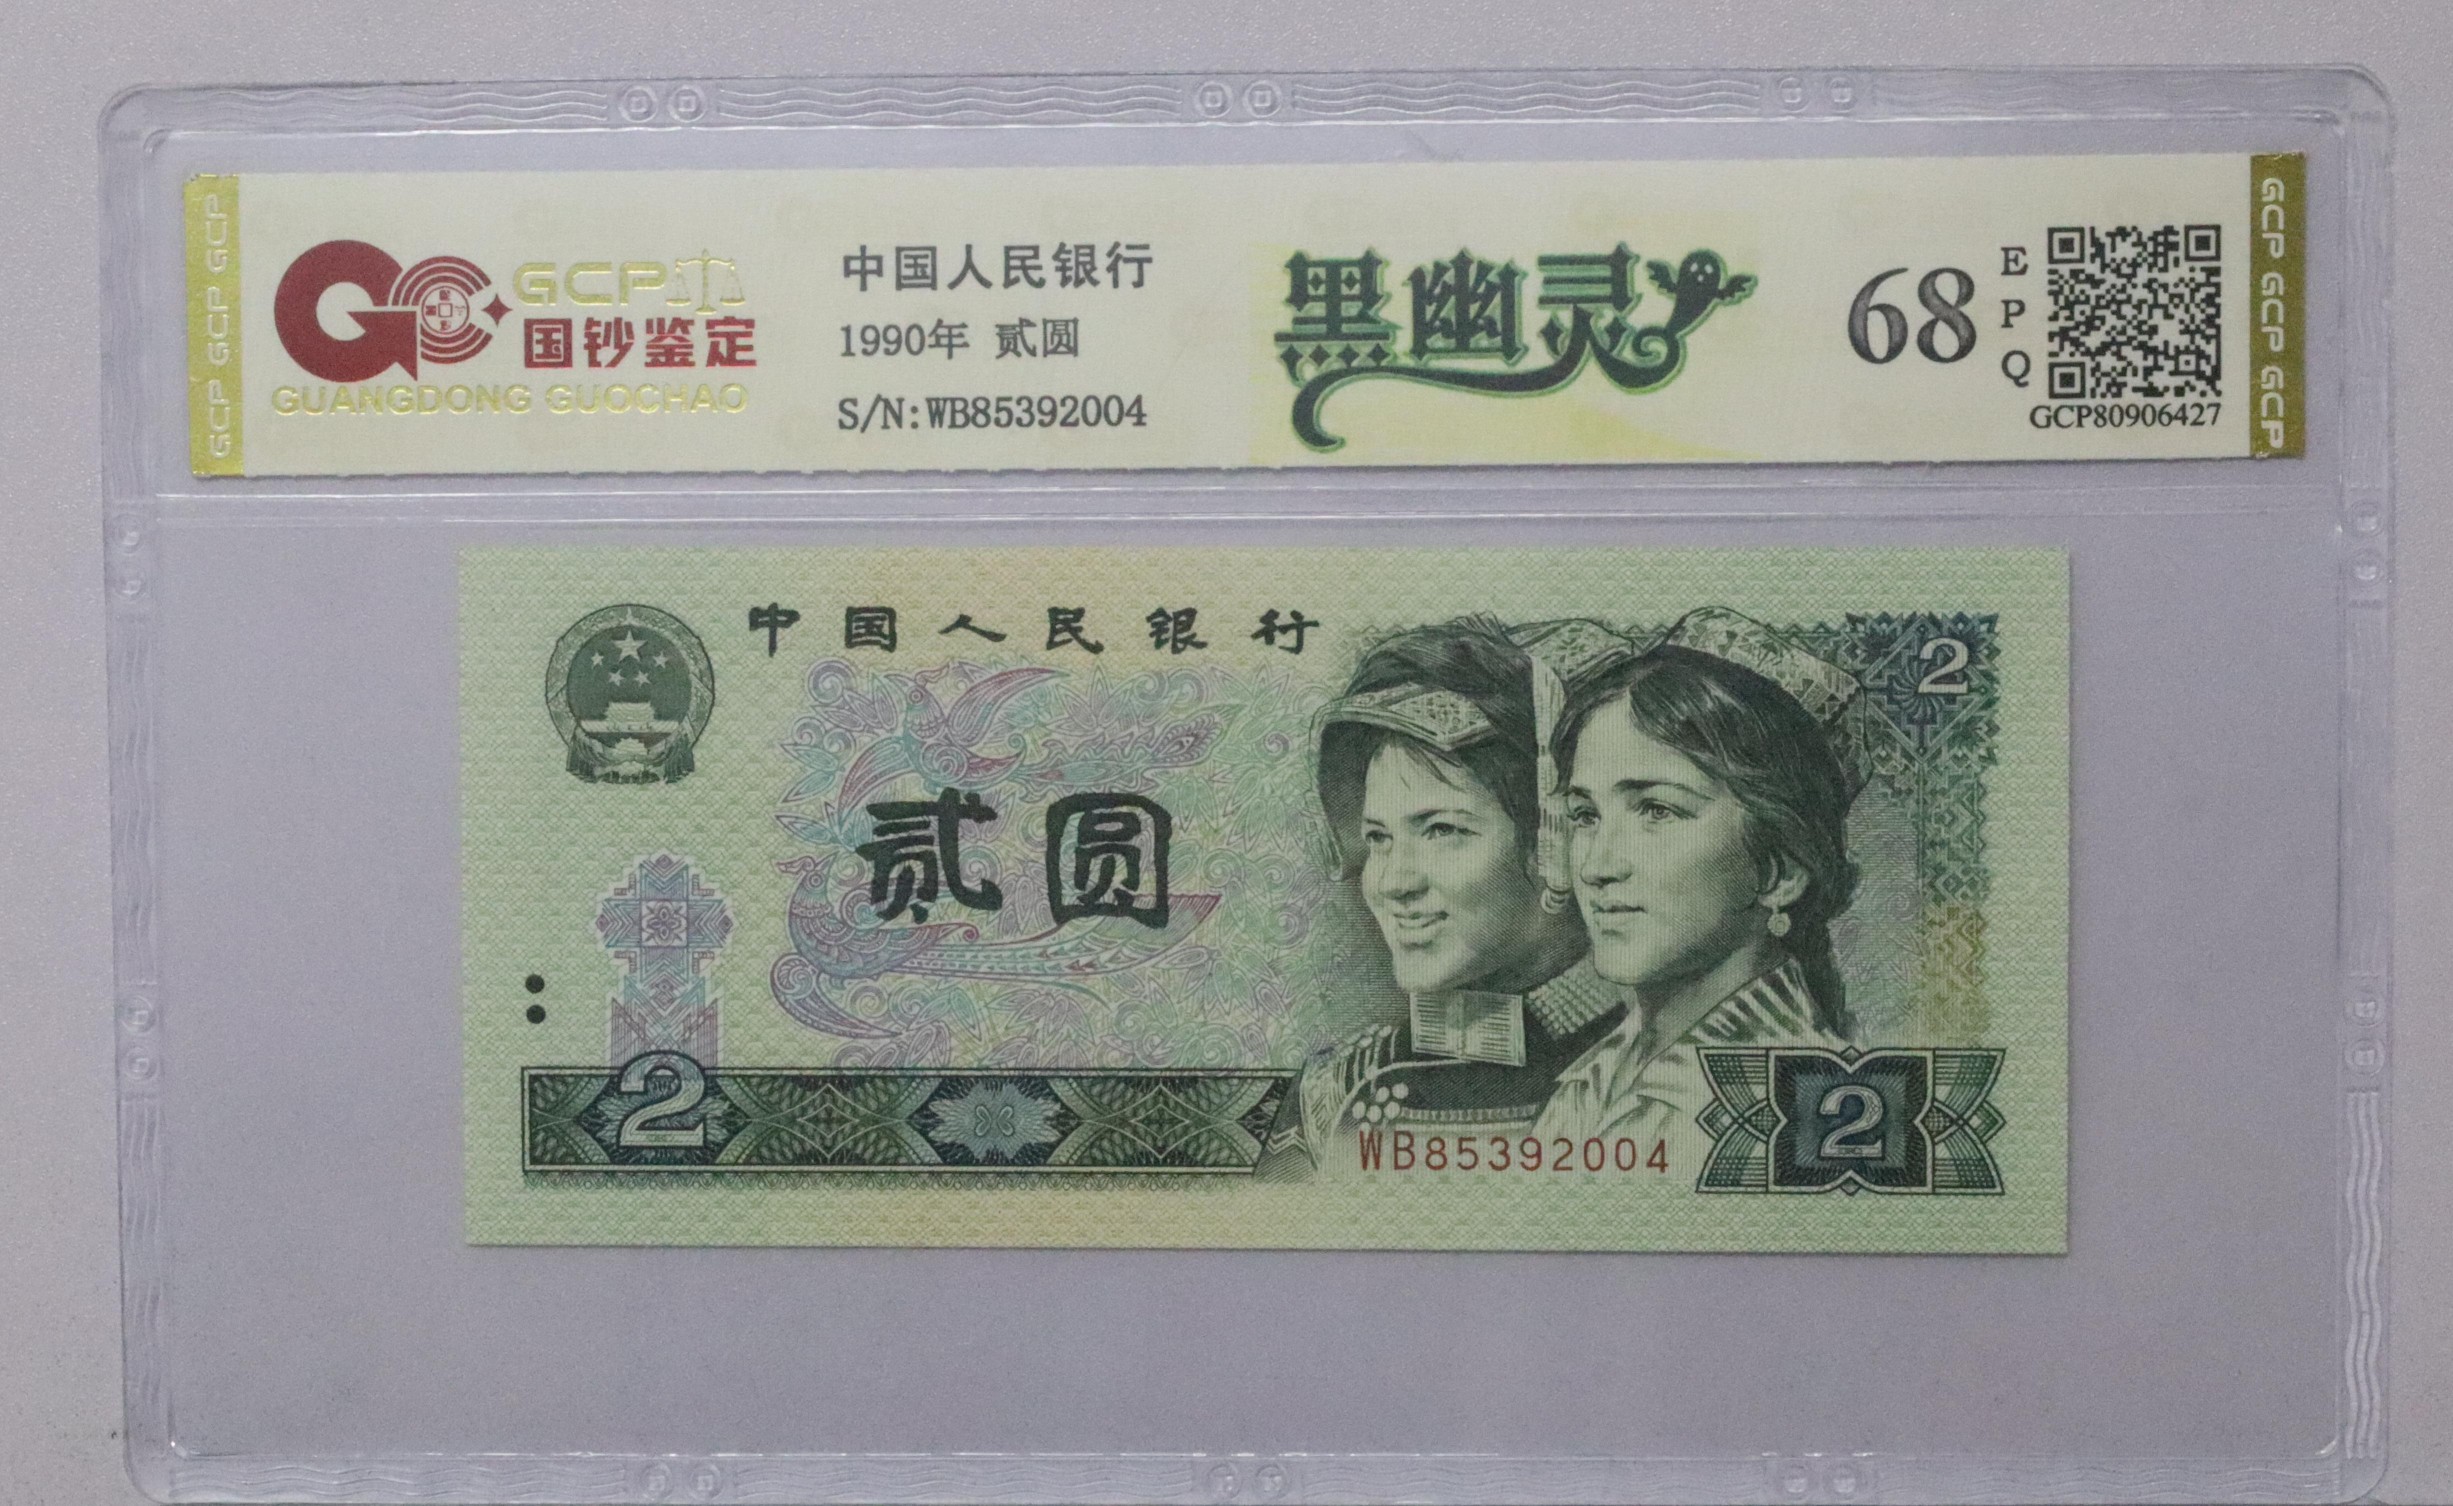 GCP GCP GCP
GCP
国钞鉴定
GUANGDONG GUOCHAO
中国人民银行
1990年 贰圆
S/N:WB85392004
黑幽灵
68
E
P
Q
GCP80906427
GCP GCP GCP
中国人民银行
2
贰圆
2
WB85392004
2